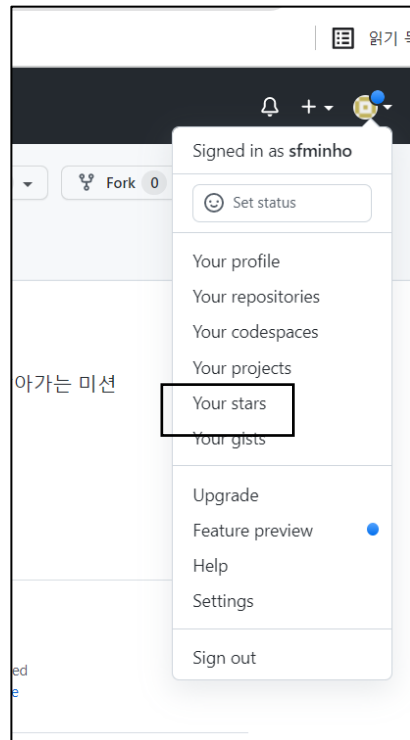 읽기
Fork 0
Signed in as sfminho
Set status
Your profile
Your repositories
Your codespaces
Your projects
아가는 미션
Your stars
Your gists
Upgrade
Feature preview
Help
Settings
Sign out
ed
e